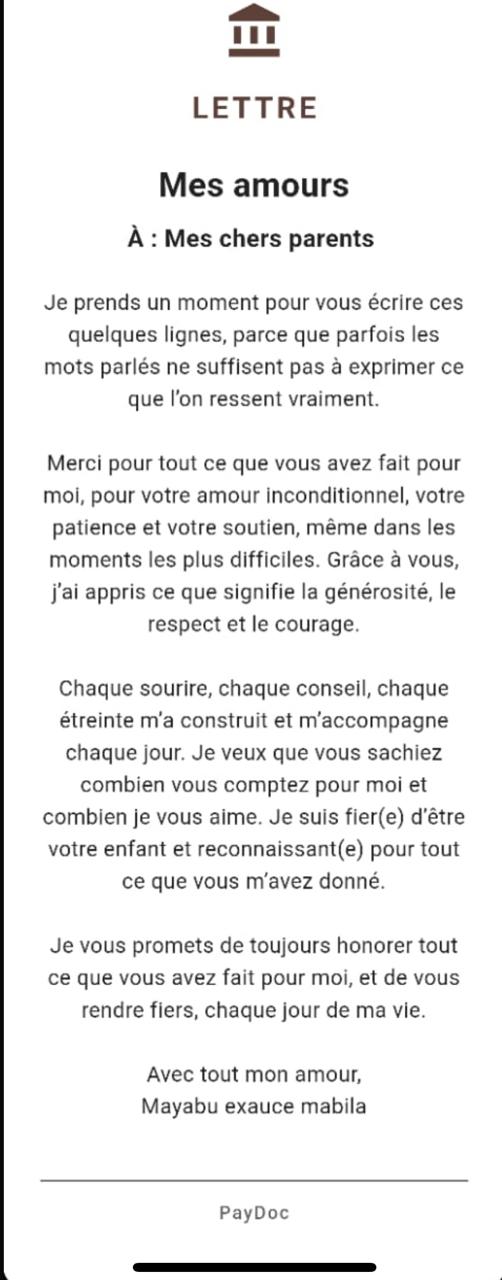 LETTRE
Mes amours
À : Mes chers parents
Je prends un moment pour vous écrire ces
quelques lignes, parce que parfois les
mots parlés ne suffisent pas à exprimer ce
que l'on ressent vraiment.
Merci pour tout ce que vous avez fait pour
moi, pour votre amour inconditionnel, votre
patience et votre soutien, même dans les
moments les plus difficiles. Grâce à vous,
j'ai appris ce que signifie la générosité, le
respect et le courage.
Chaque sourire, chaque conseil, chaque
étreinte m'a construit et m'accompagne
chaque jour. Je veux que vous sachiez
combien vous comptez pour moi et
combien je vous aime. Je suis fier(e) d'être
votre enfant et reconnaissant(e) pour tout
ce que vous m'avez donné.
Je vous promets de toujours honorer tout
ce que vous avez fait pour moi, et de vous
rendre fiers, chaque jour de ma vie.
Avec tout mon amour,
Mayabu exauce mabila
PayDoc